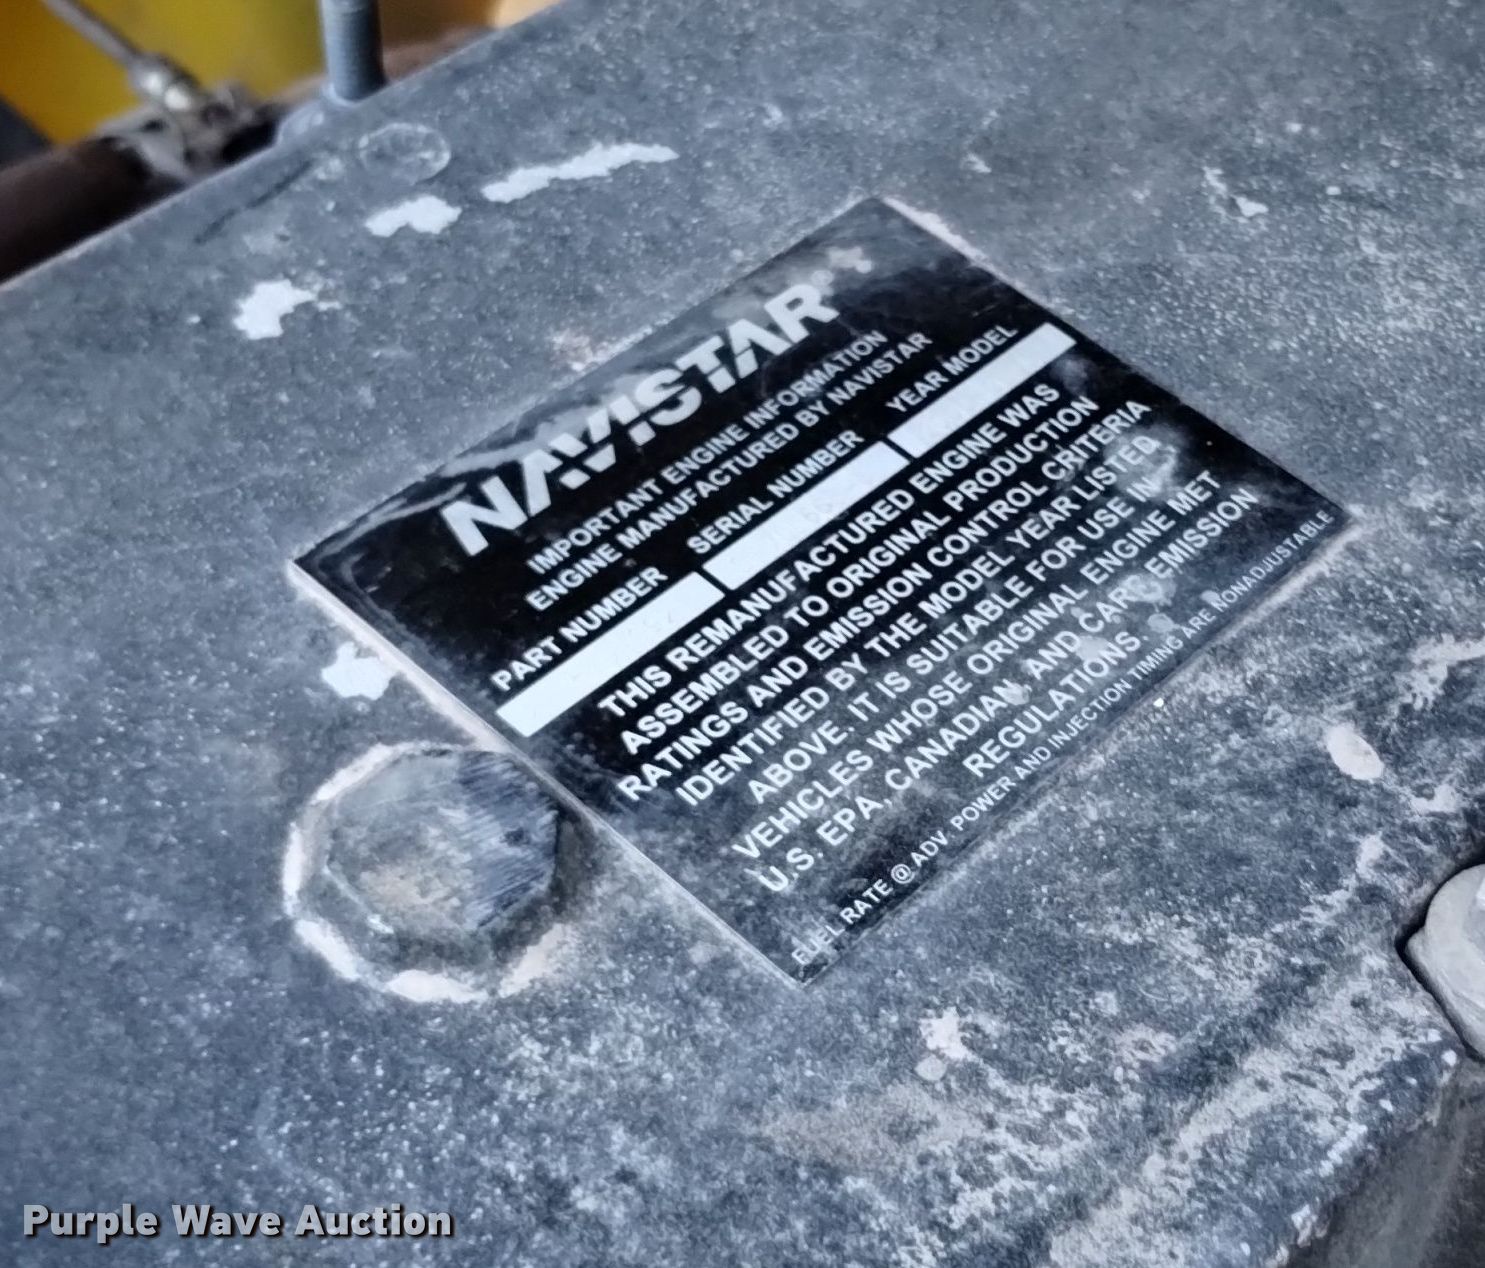 NAVISTAR
IMPORTANT ENGINE INFORMATION
ENGINE MANUFACTURED BY NAVISTAR
PART NUMBER SERIAL NUMBER YEAR MODEL
THIS REMANUFACTURED ENGINE WAS
ASSEMBLED TO ORIGINAL PRODUCTION
RATINGS AND EMISSION CONTROL CRITERIA
IDENTIFIED BY THE MODEL YEAR LISTED
ABOVE. IT IS SUITABLE FOR USE IN
VEHICLES WHOSE ORIGINAL ENGINE MET
U.S. EPA, CANADIAN, AND CARB EMISSION
REGULATIONS.
FUEL RATE @ ADV. POWER AND INJECTION TIMING ARE NONADJUSTABLE
Purple Wave Auction